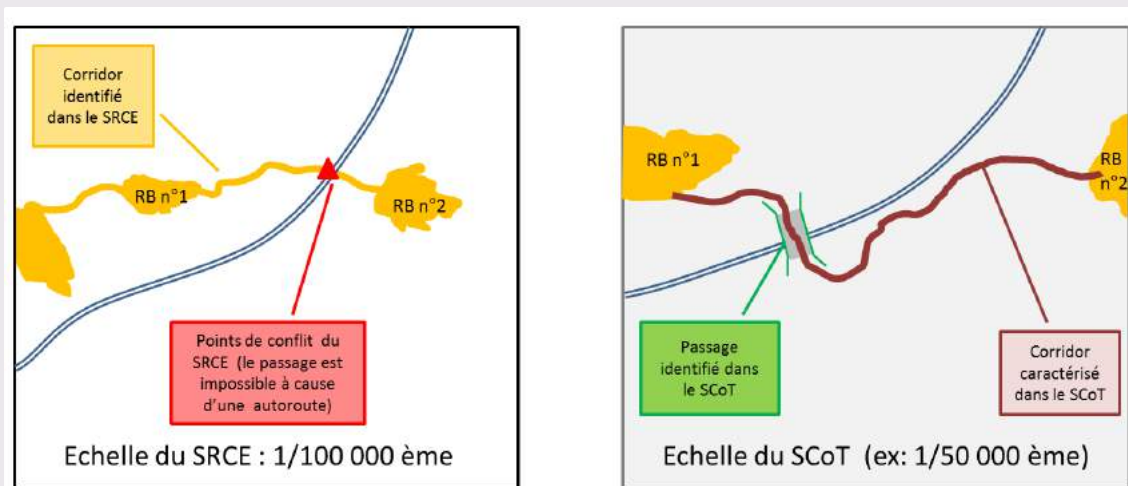 Corridor
identifié
dans le SRCE
RB n°1
RB n°2
Points de conflit du
SRCE (le passage est
impossible à cause
d'une autoroute)
Echelle du SRCE : 1/100 000 ème
RB n°1
RB
n°2
Passage
identifié dans
le SCoT
Corridor
caractérisé
dans le SCoT
Echelle du SCoT (ex: 1/50 000 ème)